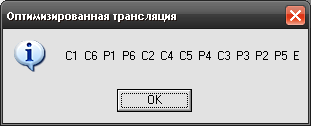 Оптимизированная трансляция
C1 C6 P1 P6 C2 C4 C5 P4 C3 P3 P2 P5 E
OK